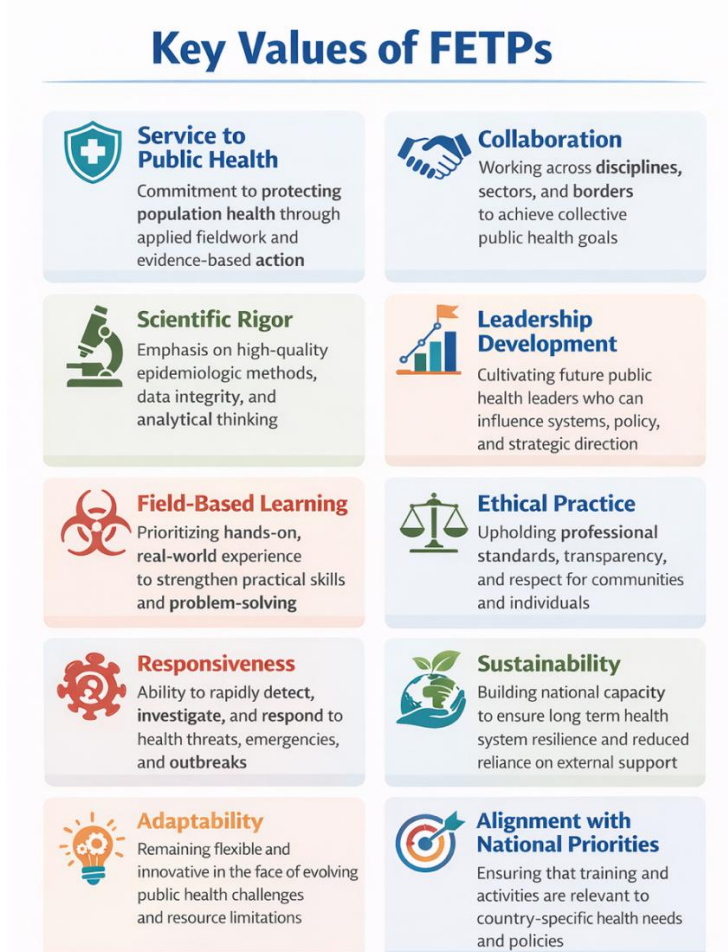 Key Values of FETPs
Service to
Public Health
Commitment to protecting
population health through
applied fieldwork and
evidence-based action
Collaboration
Working across disciplines,
sectors, and borders
to achieve collective
public health goals
Scientific Rigor
Emphasis on high-quality
epidemiologic methods,
data integrity, and
analytical thinking
Leadership
Development
Cultivating future public
health leaders who can
influence systems, policy,
and strategic direction
Field-Based Learning
Prioritizing hands-on,
real-world experience
to strengthen practical skills
and problem-solving
Ethical Practice
Upholding professional
standards, transparency,
and respect for communities
and individuals
Responsiveness
Ability to rapidly detect,
investigate, and respond to
health threats, emergencies,
and outbreaks
Sustainability
Building national capacity
to ensure long term health
system resilience and reduced
reliance on external support
Adaptability
Remaining flexible and
innovative in the face of evolving
public health challenges
and resource limitations
Alignment with
National Priorities
Ensuring that training and
activities are relevant to
country-specific health needs
and policies